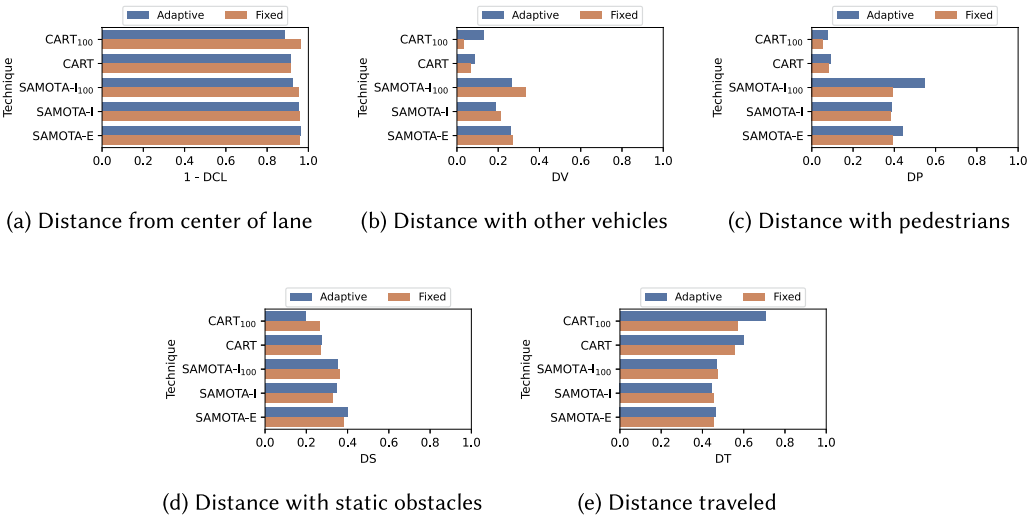 Adaptive Fixed
CART100
CART
SAMOTA-I100
SAMOTA-I
SAMOTA-E
Technique
0.0 0.2 0.4 0.6 0.8 1.0
1 - DCL
(a) Distance from center of lane
Adaptive Fixed
CART100
CART
SAMOTA-I100
SAMOTA-I
SAMOTA-E
Technique
0.0 0.2 0.4 0.6 0.8 1.0
DV
(b) Distance with other vehicles
Adaptive Fixed
CART100
CART
SAMOTA-I100
SAMOTA-I
SAMOTA-E
Technique
0.0 0.2 0.4 0.6 0.8 1.0
DP
(c) Distance with pedestrians
Adaptive Fixed
CART100
CART
SAMOTA-I100
SAMOTA-I
SAMOTA-E
Technique
0.0 0.2 0.4 0.6 0.8 1.0
DS
(d) Distance with static obstacles
Adaptive Fixed
CART100
CART
SAMOTA-I100
SAMOTA-I
SAMOTA-E
Technique
0.0 0.2 0.4 0.6 0.8 1.0
DT
(e) Distance traveled